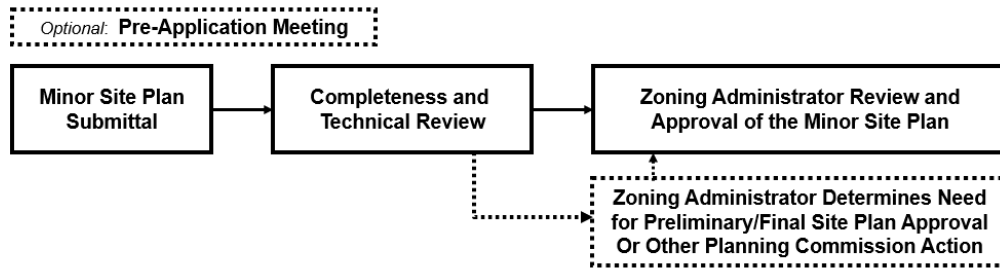 Optional: Pre-Application Meeting
Minor Site Plan
Submittal
Completeness and
Technical Review
Zoning Administrator Review and
Approval of the Minor Site Plan
Zoning Administrator Determines Need
for Preliminary/Final Site Plan Approval
Or Other Planning Commission Action